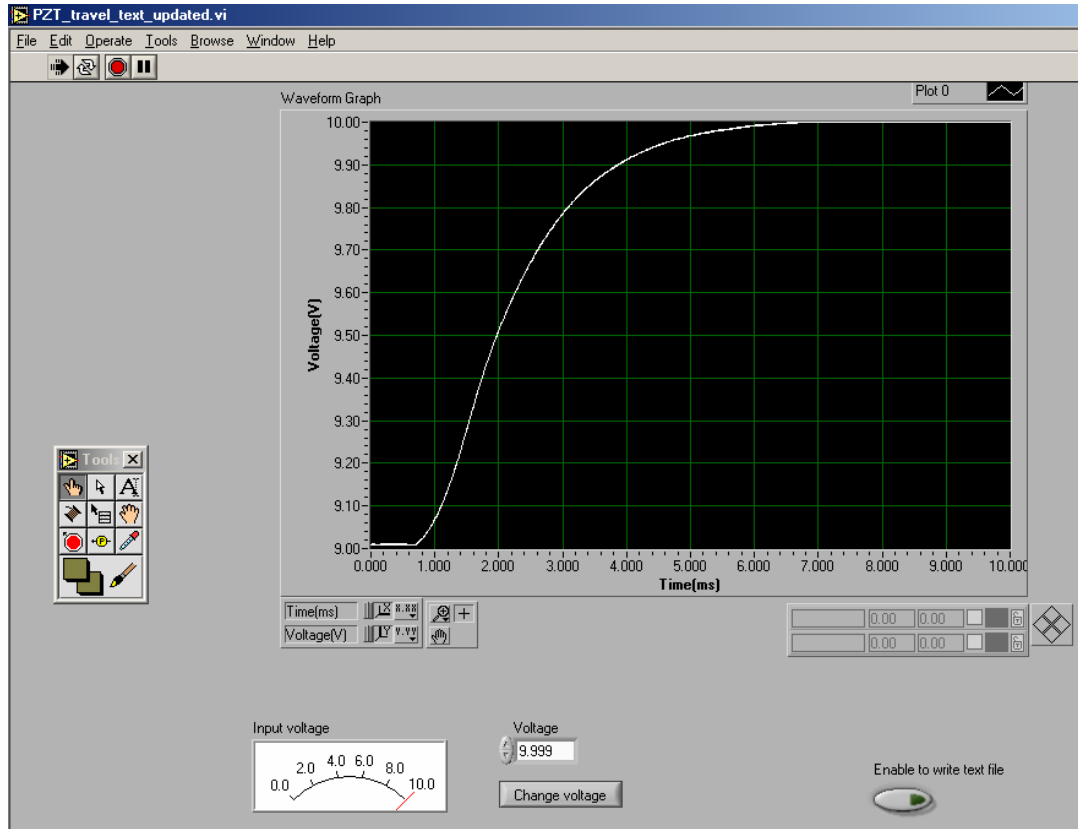 PZT_travel_text_updated.vi
File Edit Operate Tools Browse Window Help
Waveform Graph
Plot 0
10.00
9.90
9.80
9.70
9.60
9.50
9.40
9.30
9.20
9.10
9.00
Voltage(V)
0.000 1.000 2.000 3.000 4.000 5.000 6.000 7.000 8.000 9.000 10.000
Time(ms)
Tools
A
P
Time(ms) X X.XX
Voltage(V) Y Y.YY
0.00 0.00
0.00 0.00
Input voltage
0.0 2.0 4.0 6.0 8.0 10.0
Voltage
9.999
Change voltage
Enable to write text file